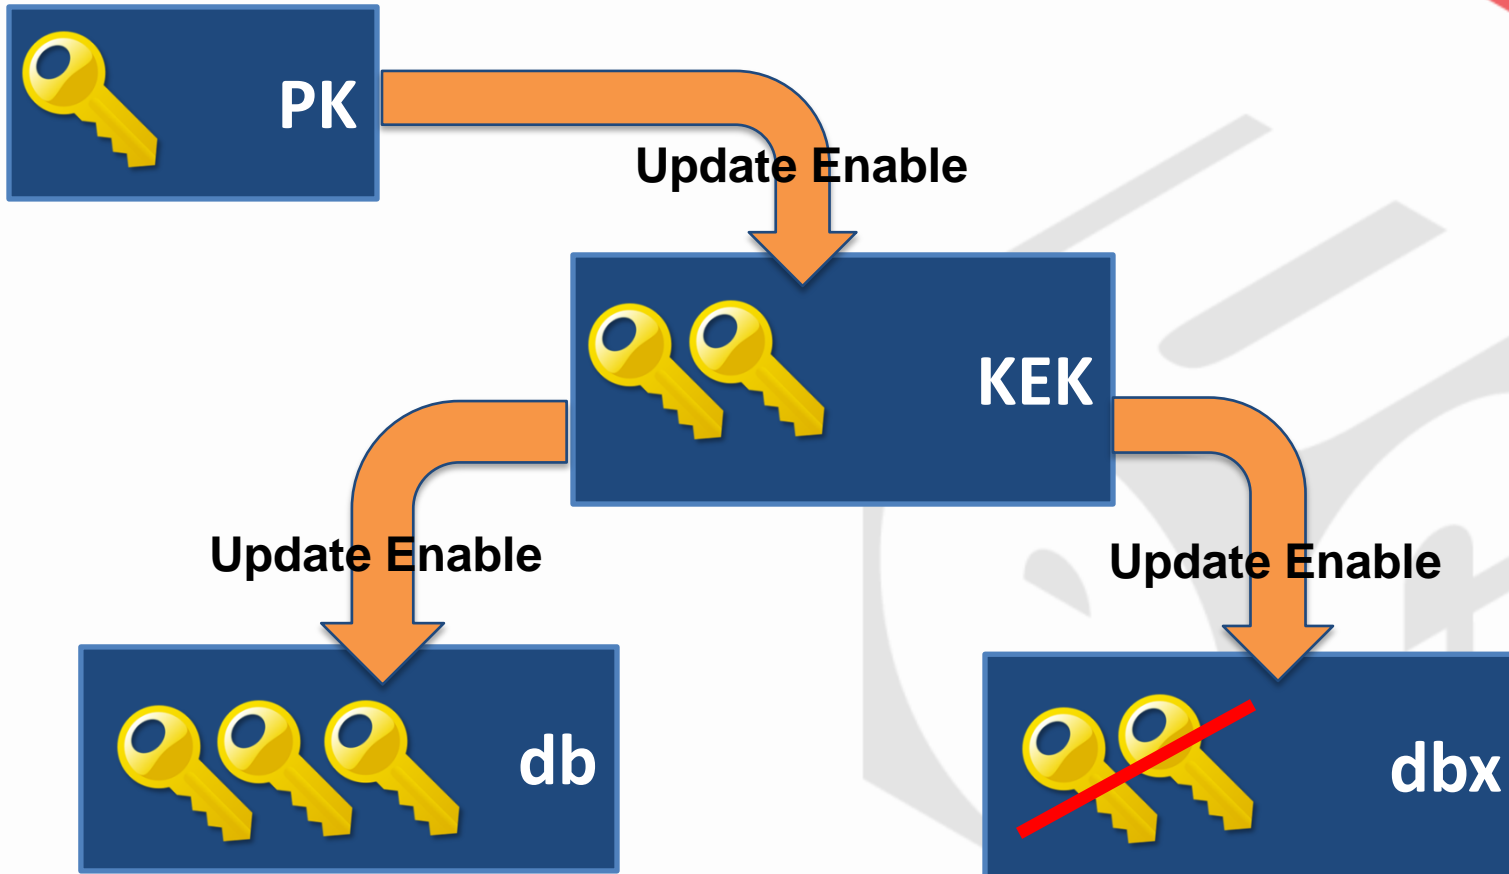 PK
Update Enable
KEK
Update Enable
Update Enable
db
dbx